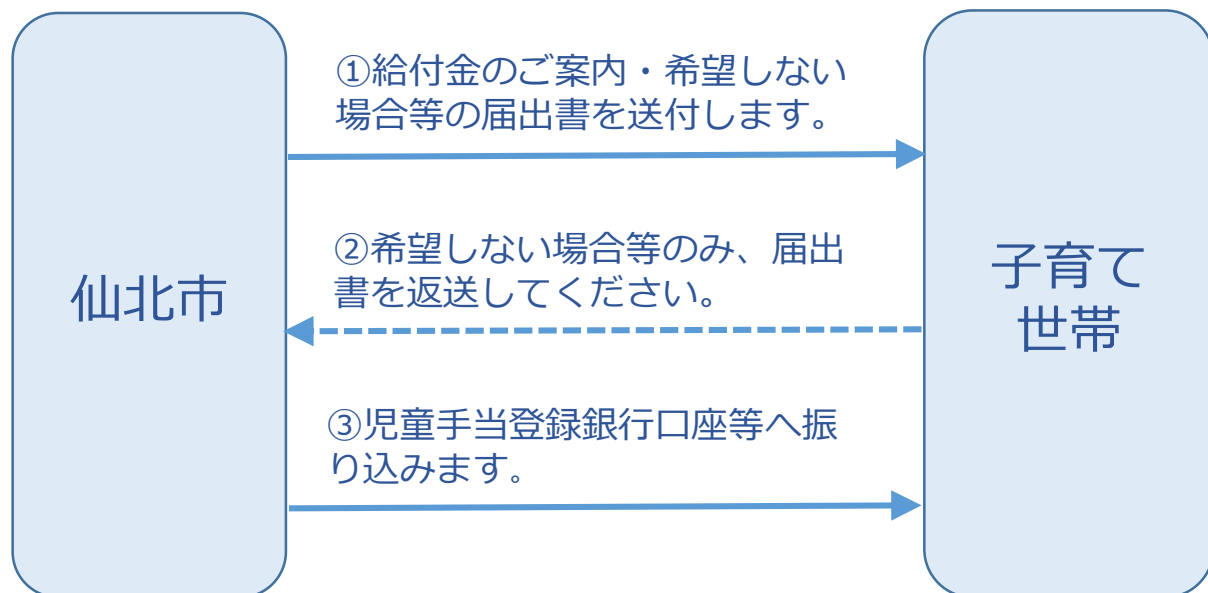 仙北市
①給付金のご案内・希望しない
場合等の届出書を送付します。
②希望しない場合等のみ、届出
書を返送してください。
③児童手当登録銀行口座等へ振
り込みます。
子育て
世帯